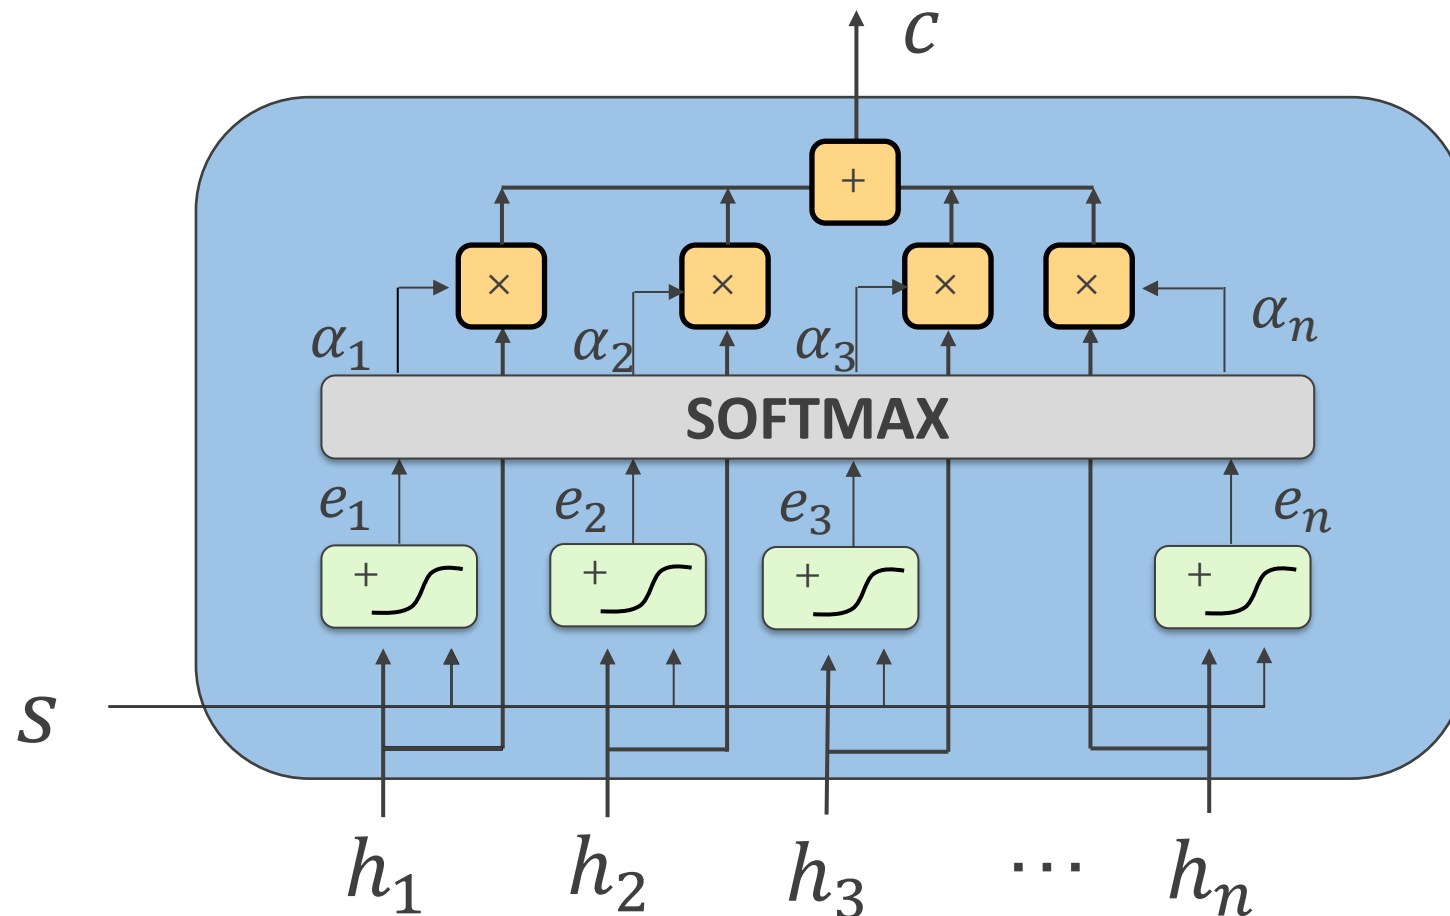 c
+
× × × ×
α₁ α₂ α₃ αₙ
SOFTMAX
e₁ e₂ e₃ eₙ
+ + + +
s
h₁ h₂ h₃ ⋯ hₙ